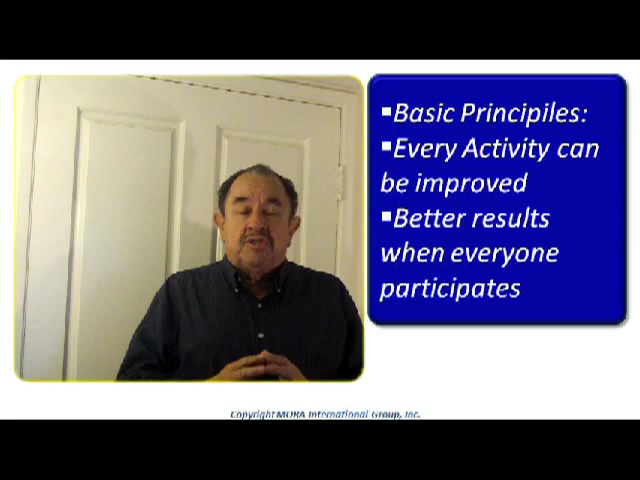 ▪Basic Principiles:
▪Every Activity can
be improved
▪Better results
when everyone
participates
Copyright MORA International Group, Inc.